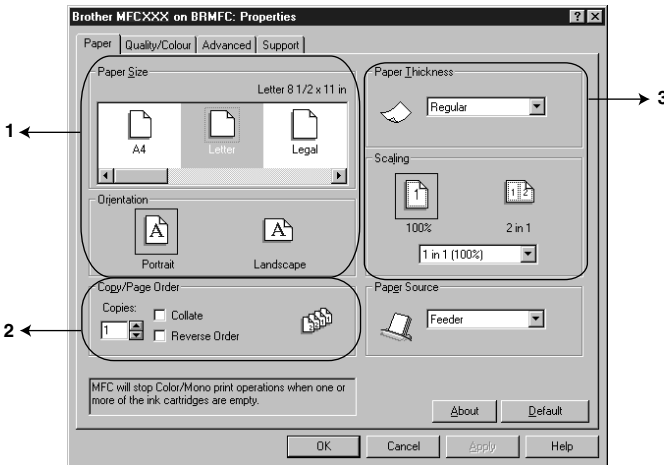 Brother MFCXXX on BRMFC: Properties
Paper Quality/Colour Advanced Support
Paper Size
Letter 8 1/2 x 11 in
A4 Letter Legal
Orientation
Portrait Landscape
Copy/Page Order
Copies:
1
Collate
Reverse Order
MFC will stop Color/Mono print operations when one or
more of the ink cartridges are empty.
Paper Thickness
Regular
Scaling
1 1 2
100% 2 in 1
1 in 1 (100%)
Paper Source
Feeder
About Default
OK Cancel Apply Help
1
2
3